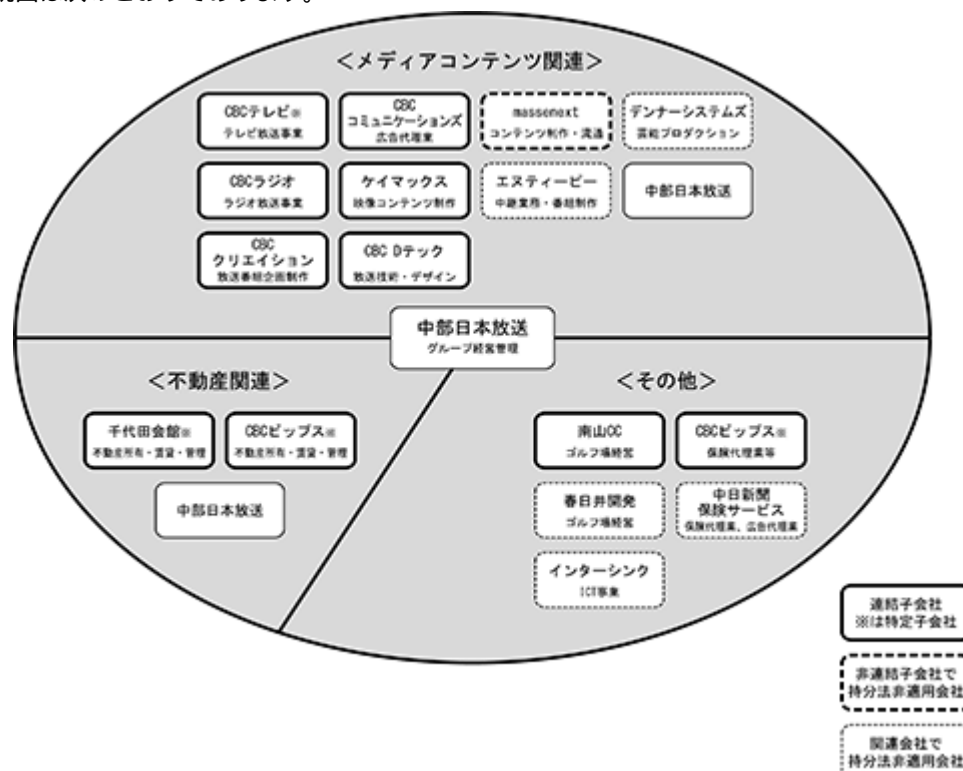 ＜メディアコンテンツ関連＞
CBCテレビ※
テレビ放送事業
CBC
コミュニケーションズ
広告代理業
massenext
コンテンツ制作・流通
デンナーシステムズ
芸能プロダクション
CBCラジオ
ラジオ放送事業
ケイマックス
映像コンテンツ制作
エヌティーピー
中継業務・番組制作
中部日本放送
CBC
クリエイション
放送番組企画制作
CBC Dテック
放送技術・デザイン
中部日本放送
グループ経営管理
＜不動産関連＞
千代田会館※
不動産所有・賃貸・管理
CBCビップス※
不動産所有・賃貸・管理
中部日本放送
＜その他＞
南山CC
ゴルフ場経営
CBCビップス※
保険代理業等
春日井開発
ゴルフ場経営
中日新聞
保険サービス
保険代理業、広告代理業
インターシンク
ICT事業
連結子会社
※は特定子会社
非連結子会社で
持分法非適用会社
関連会社で
持分法非適用会社